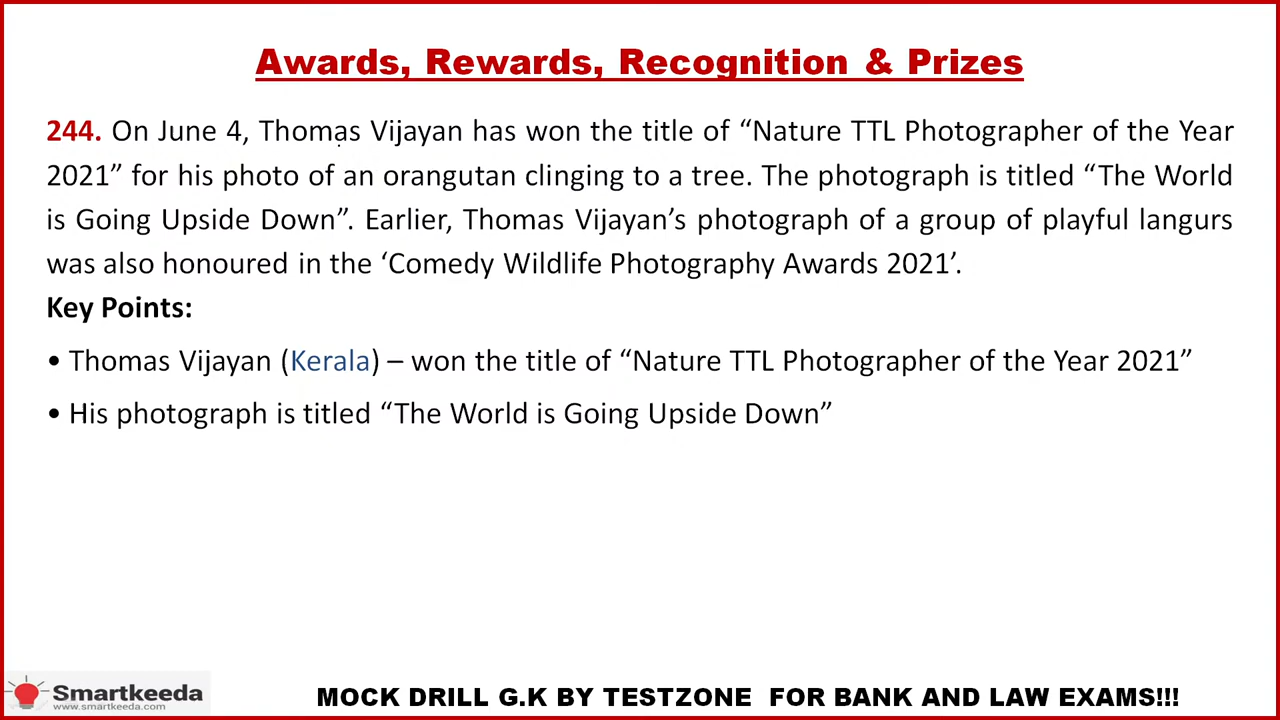 Awards, Rewards, Recognition & Prizes
244. On June 4, Thomas Vijayan has won the title of “Nature TTL Photographer of the Year
2021” for his photo of an orangutan clinging to a tree. The photograph is titled “The World
is Going Upside Down”. Earlier, Thomas Vijayan’s photograph of a group of playful langurs
was also honoured in the ‘Comedy Wildlife Photography Awards 2021’.
Key Points:
• Thomas Vijayan (Kerala) – won the title of “Nature TTL Photographer of the Year 2021”
• His photograph is titled “The World is Going Upside Down”
Smartkeeda
www.smartkeeda.com
MOCK DRILL G.K BY TESTZONE FOR BANK AND LAW EXAMS!!!